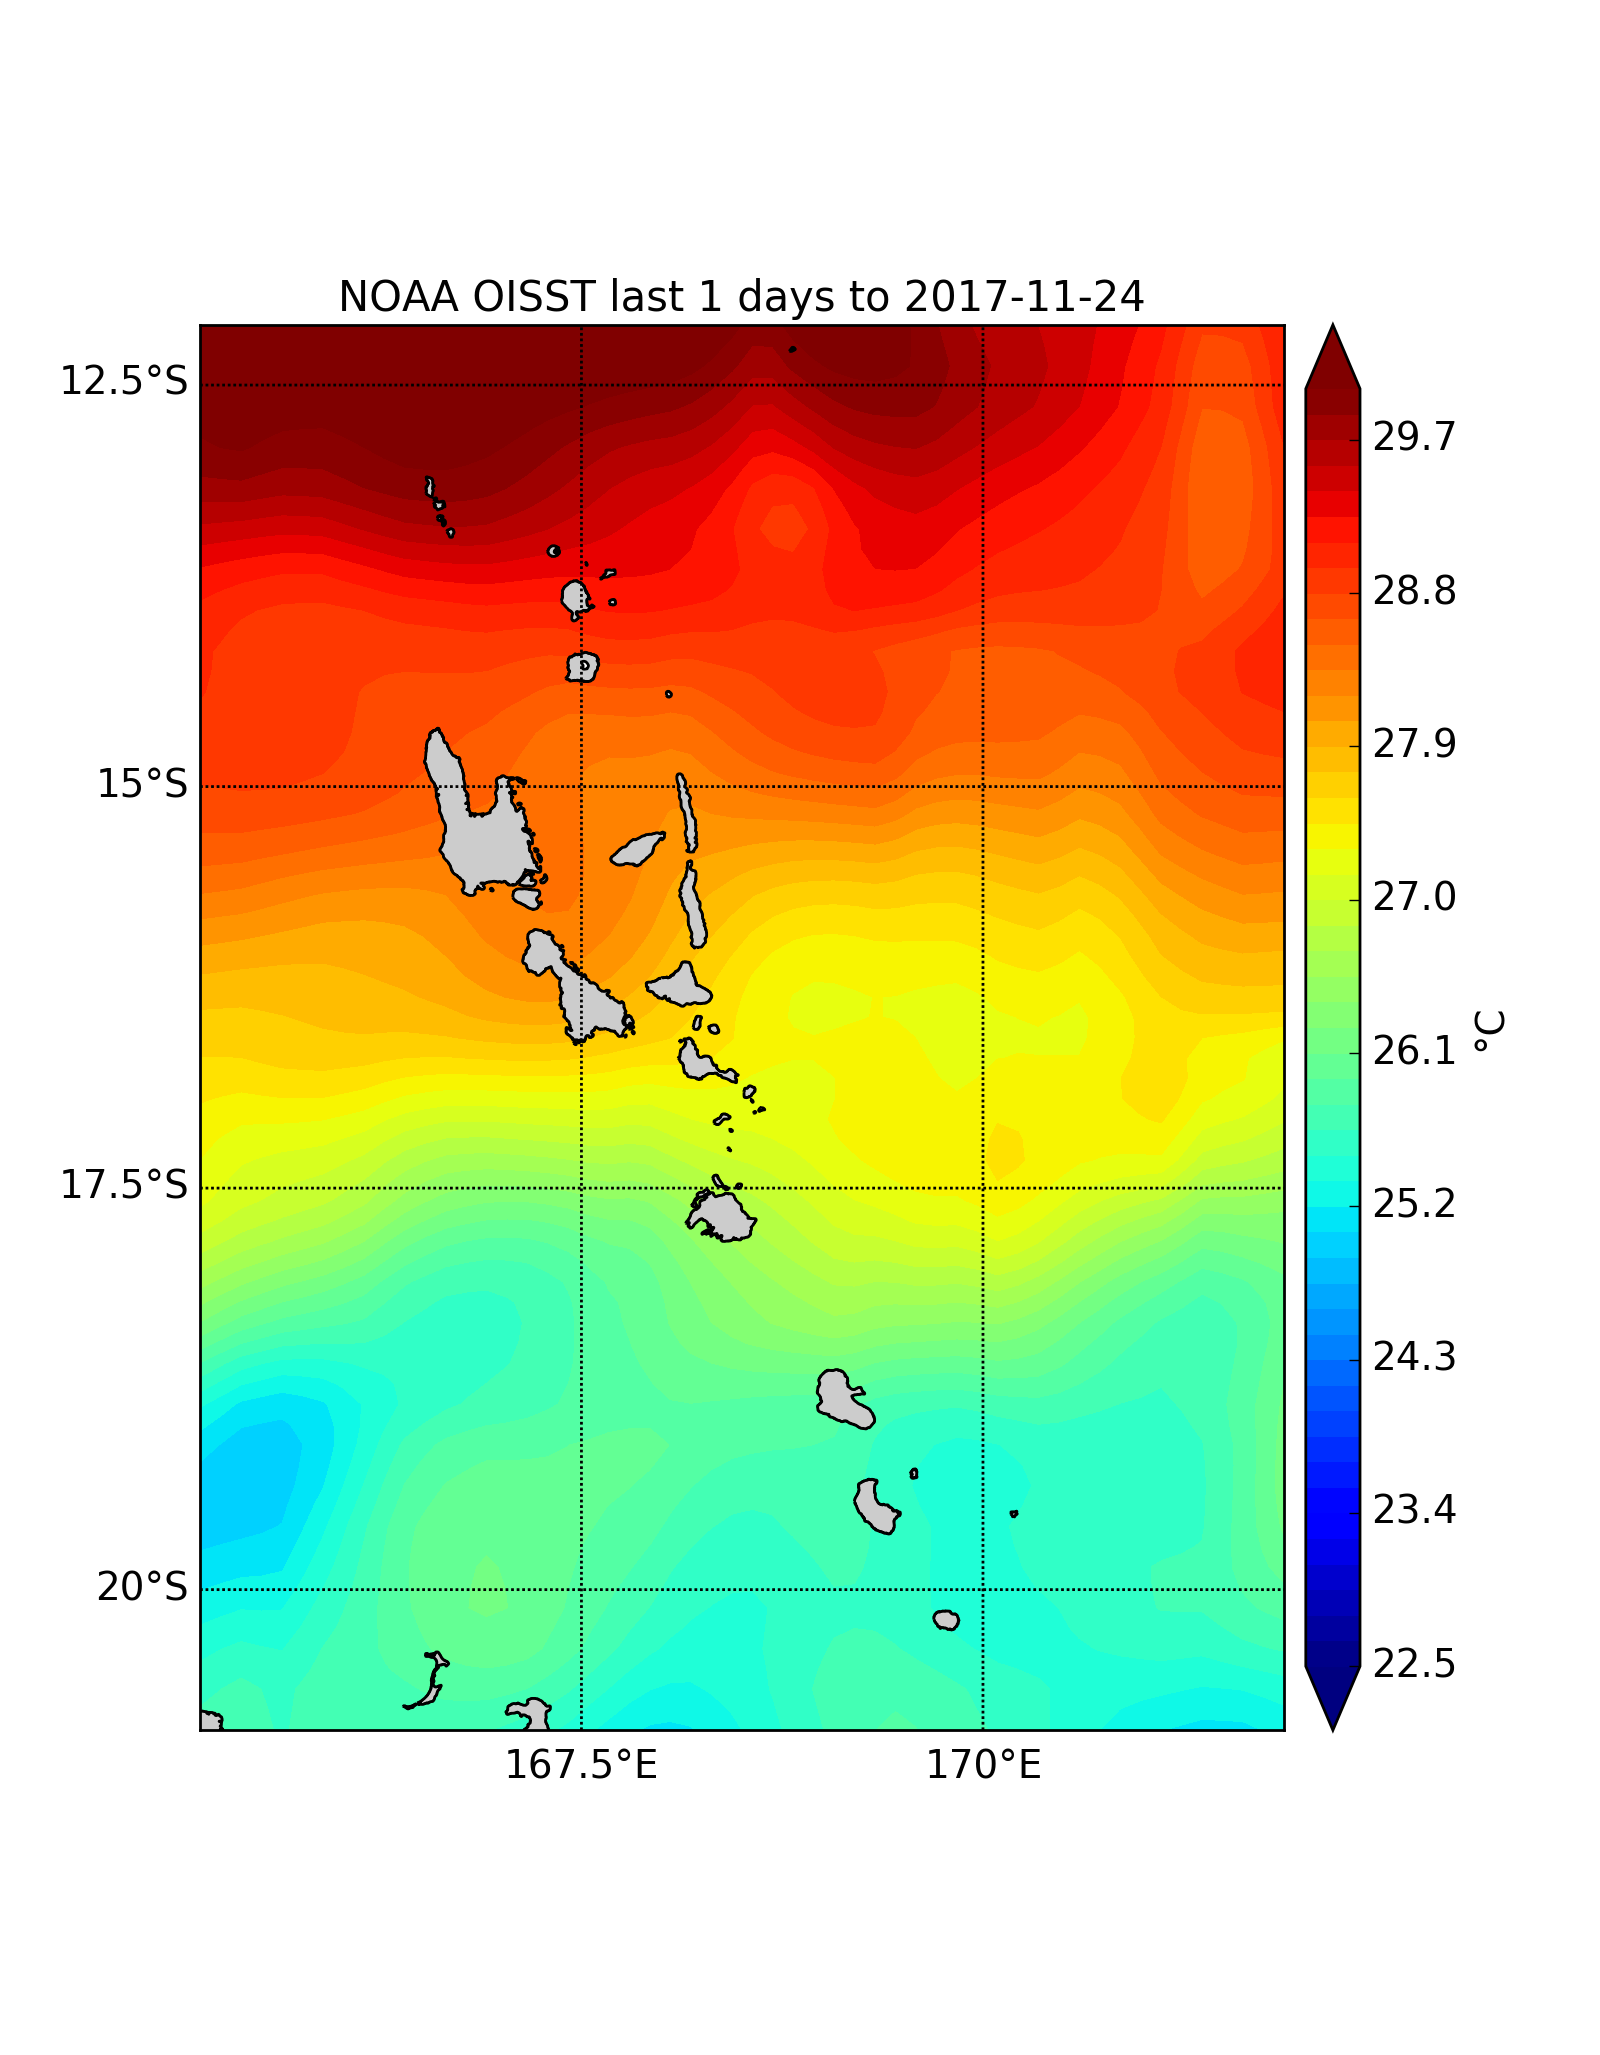 NOAA OISST last 1 days to 2017-11-24
12.5°S
15°S
17.5°S
20°S
167.5°E
170°E
29.7
28.8
27.9
27.0
26.1
25.2
24.3
23.4
22.5
°C